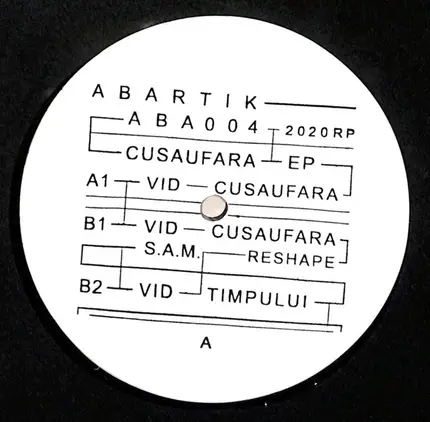 ABARTIK
ABA004 2020RP
CUSAUFARA EP
A1 VID — CUSAUFARA
B1 VID — CUSAUFARA
S.A.M. RESHAPE
B2 VID TIMPULUI
A